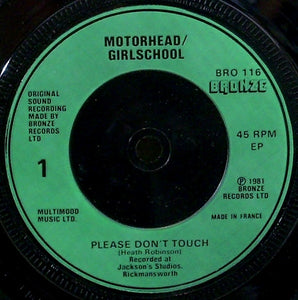 MOTORHEAD/
GIRLSCHOOL
BRO 116
BRONZE
ORIGINAL
SOUND
RECORDING
MADE BY
BRONZE
RECORDS
LTD
45 RPM
EP
1
℗ 1981
BRONZE
RECORDS LTD
MULTIMOOD
MUSIC LTD.
MADE IN FRANCE
PLEASE DON'T TOUCH
(Heath Robinson)
Recorded at
Jackson's Studios,
Rickmansworth